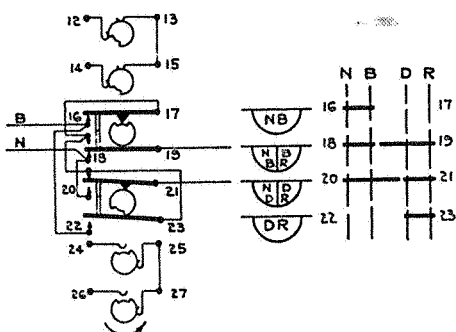 12 13
14 15
N B D R
16 17 NB 16 17
B
N 18 19 N B B R 18 19
20 21 N D D R 20 21
22 23 DR 22 23
24 25
26 27